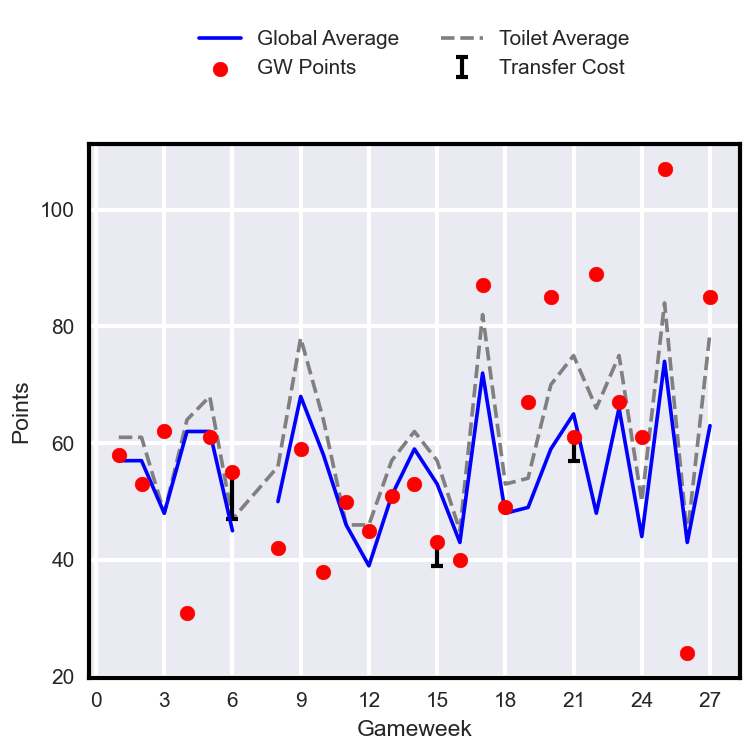 Global Average
Toilet Average
GW Points
Transfer Cost
100
80
60
40
20
Points
0 3 6 9 12 15 18 21 24 27
Gameweek